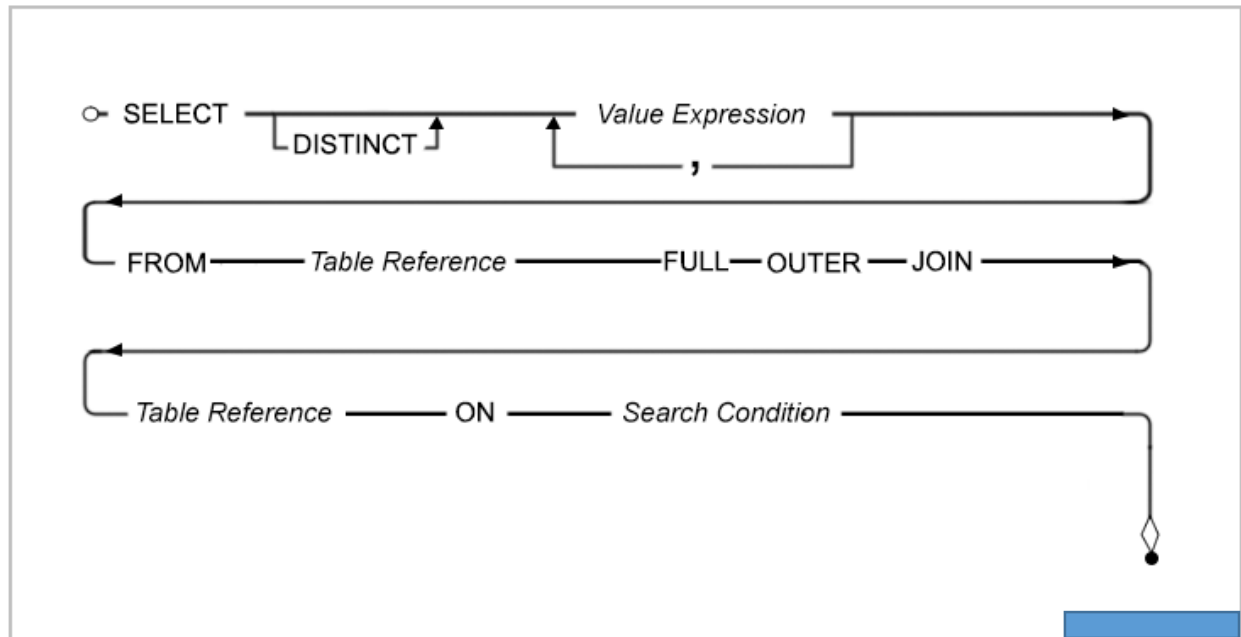 SELECT Value Expression
DISTINCT
,
FROM Table Reference FULL OUTER JOIN
Table Reference ON Search Condition